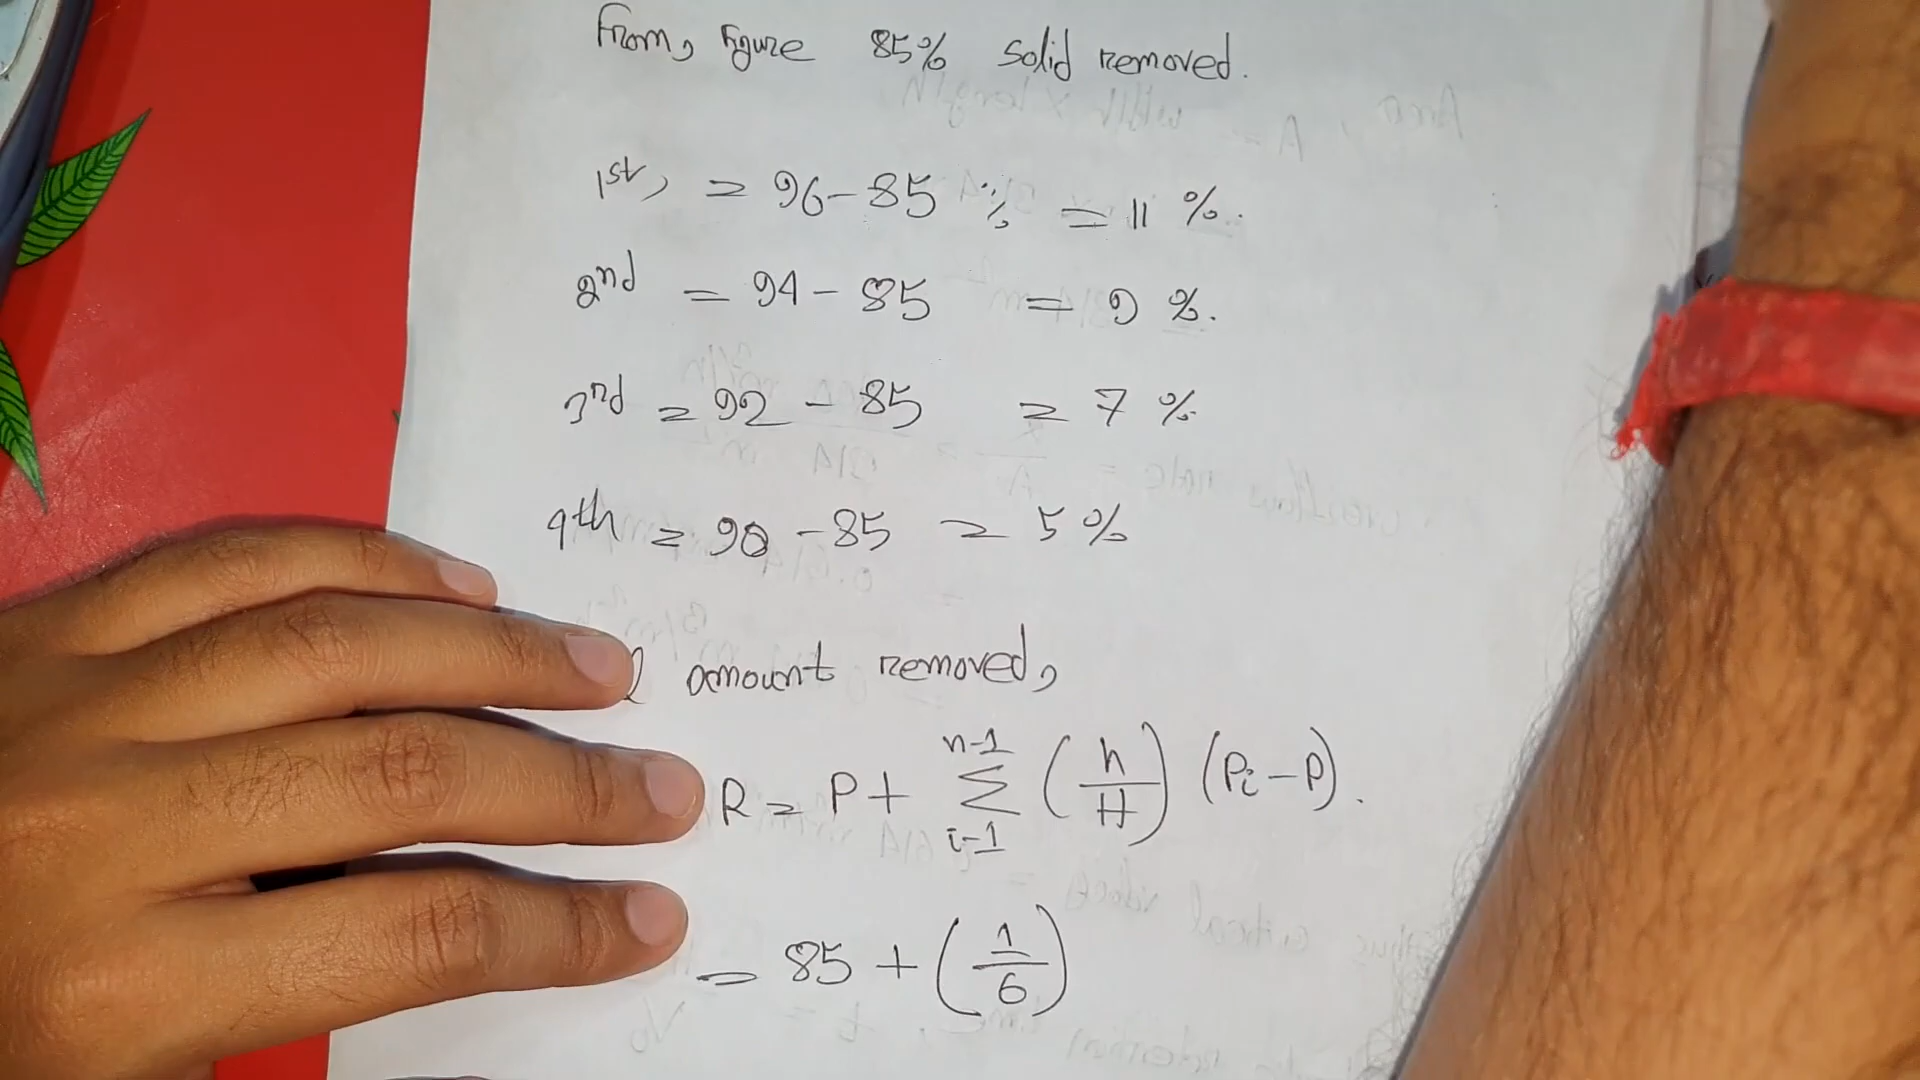 From, figure 85% solid removed.
1st, = 96-85 % = 11 %.
2nd = 94 - 85 = 9 %.
3nd = 92 - 85 = 7 %
4th = 90 - 85 = 5 %
amount removed,
R = P + n-1 Σ i-1 (h/H) (Pi - P).
= 85 + (1/6)